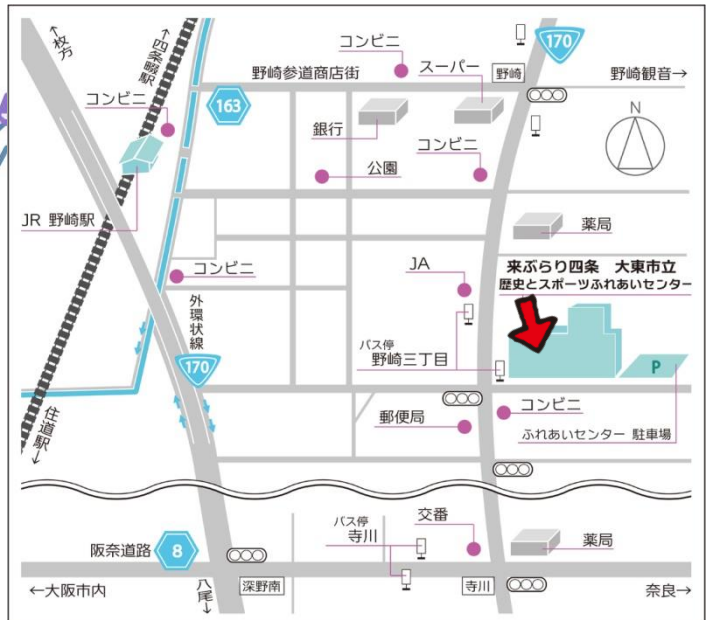 ↑枚方
↑四条畷駅
コンビニ
163
野崎参道商店街
コンビニ
スーパー
野崎
170
野崎観音→
銀行
公園
コンビニ
N
JR 野崎駅
薬局
コンビニ
JA
来ぶらり四条 大東市立
歴史とスポーツふれあいセンター
外環状線
170
バス停
野崎三丁目
P
郵便局
コンビニ
ふれあいセンター 駐車場
住道駅↓
阪奈道路
8
バス停
寺川
交番
薬局
←大阪市内
八尾↓
深野南
寺川
奈良→